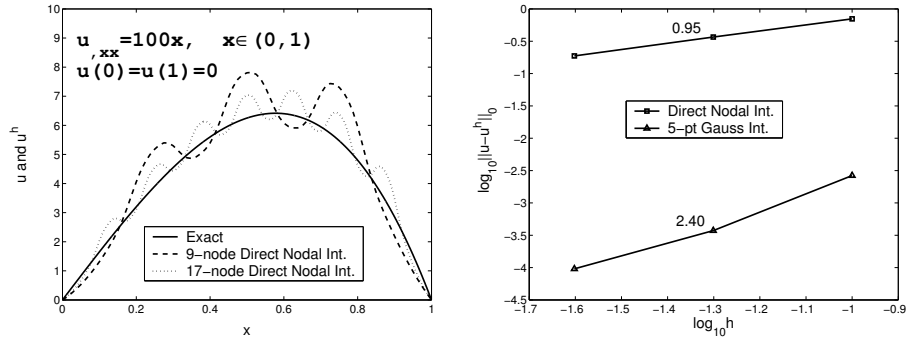 u,xx=100x, x∈(0,1)
u(0)=u(1)=0
10
9
8
7
6
5
4
3
2
1
0
u and u^h
Exact
9−node Direct Nodal Int.
17−node Direct Nodal Int.
0 0.2 0.4 0.6 0.8 1
x
0
−0.5
−1
−1.5
−2
−2.5
−3
−3.5
−4
−4.5
log10||u−u^h||0
0.95
Direct Nodal Int.
5−pt Gauss Int.
2.40
−1.7 −1.6 −1.5 −1.4 −1.3 −1.2 −1.1 −1 −0.9
log10h